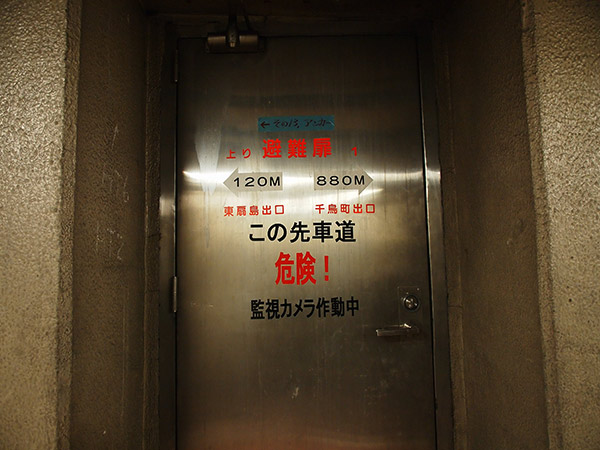 上り 避難扉 7
120M 880M
東扇島出口 千鳥町出口
この先車道
危険!
監視カメラ作動中